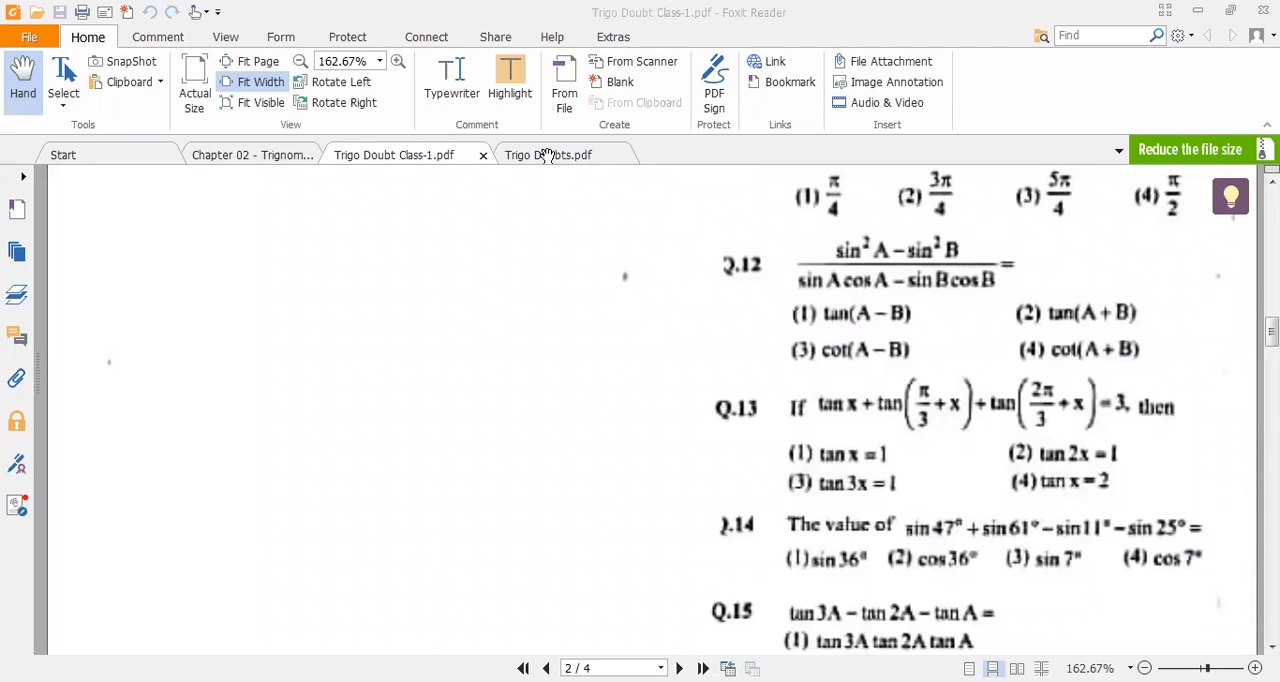 Trigo Doubt Class-1.pdf - Foxit Reader
File Home Comment View Form Protect Connect Share Help Extras Find
Hand Select SnapShot Clipboard
Tools
Actual Size Fit Page Fit Width Fit Visible 162.67% Rotate Left Rotate Right
View
Typewriter Highlight
Comment
From File From Scanner Blank From Clipboard
Create
PDF Sign
Protect
Link Bookmark
Links
File Attachment Image Annotation Audio & Video
Insert
Start Chapter 02 - Trignom... Trigo Doubt Class-1.pdf Trigo Doubts.pdf Reduce the file size
(1) π/4 (2) 3π/4 (3) 5π/4 (4) π/2
Q.12 (sin² A – sin² B)/(sin A cos A – sin B cos B) =
(1) tan(A – B) (2) tan(A + B)
(3) cot(A – B) (4) cot(A + B)
Q.13 If tan x + tan(π/3 + x) + tan(2π/3 + x) = 3, then
(1) tan x = 1 (2) tan 2x = 1
(3) tan 3x = 1 (4) tan x = 2
Q.14 The value of sin 47° + sin 61° – sin 11° – sin 25° =
(1) sin 36° (2) cos 36° (3) sin 7° (4) cos 7°
Q.15 tan 3A – tan 2A – tan A =
(1) tan 3A tan 2A tan A
2 / 4 162.67%